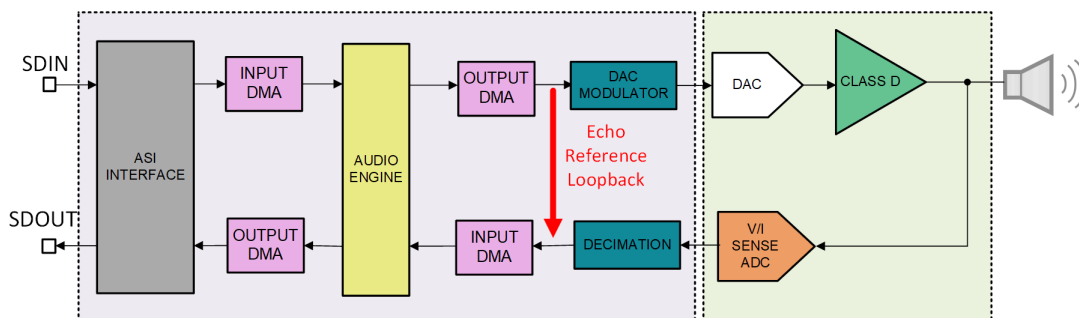 SDIN
SDOUT
ASI
INTERFACE
INPUT
DMA
AUDIO
ENGINE
OUTPUT
DMA
DAC
MODULATOR
DAC
CLASS D
Echo
Reference
Loopback
OUTPUT
DMA
INPUT
DMA
DECIMATION
V/I
SENSE
ADC